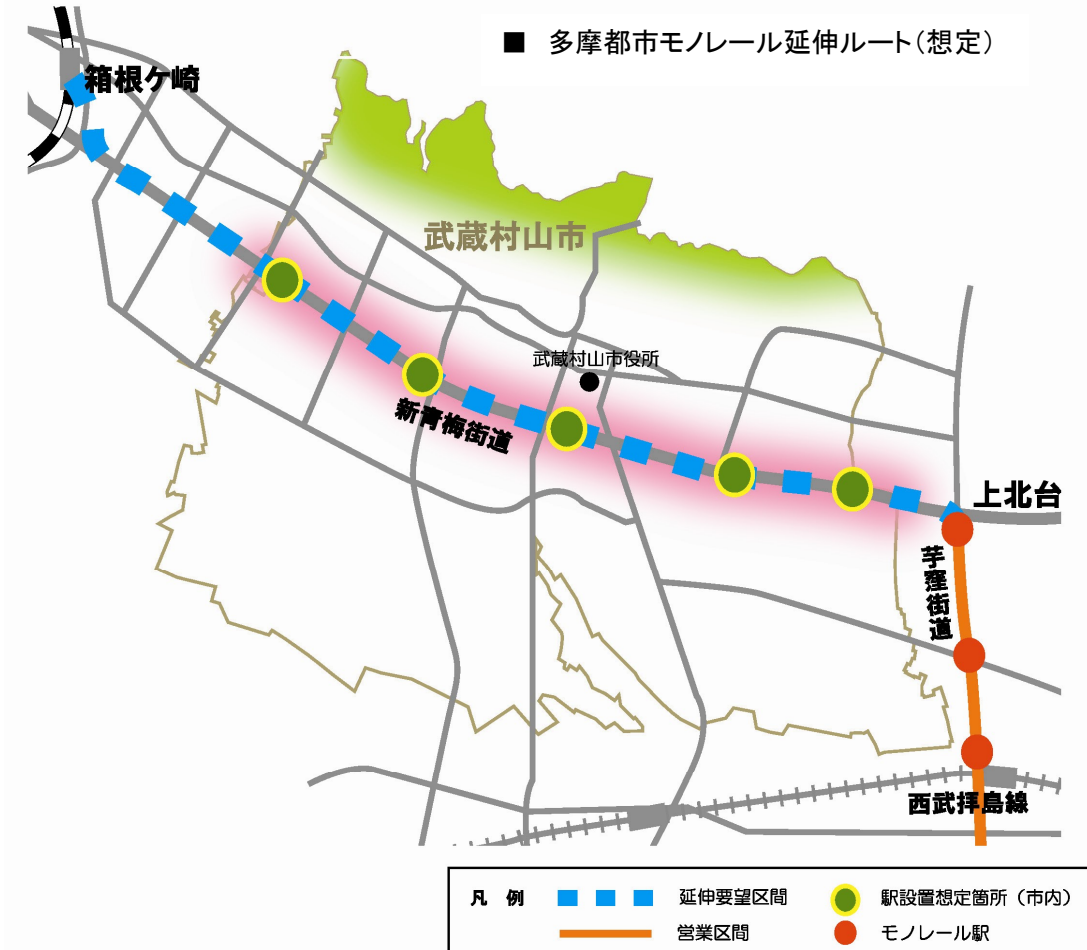 ■ 多摩都市モノレール延伸ルート(想定)
箱根ケ崎
武蔵村山市
武蔵村山市役所
新青梅街道
上北台
芋窪街道
西武拝島線
凡 例
延伸要望区間
駅設置想定箇所(市内)
営業区間
モノレール駅